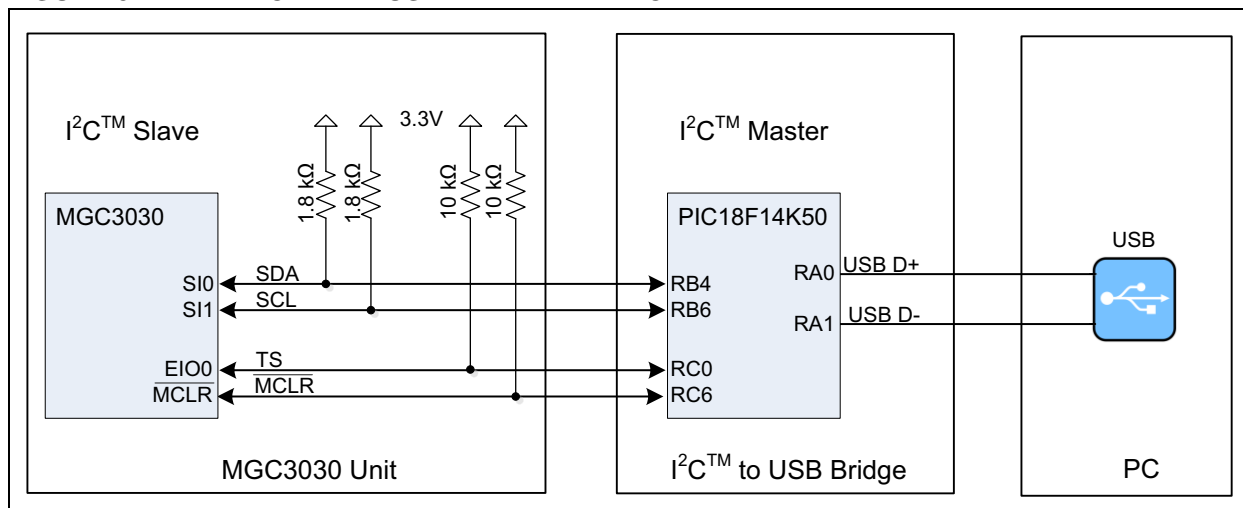 I²C™ Slave
3.3V
1.8 kΩ
1.8 kΩ
10 kΩ
10 kΩ
MGC3030
SI0
SDA
SI1
SCL
EIO0
TS
MCLR
MCLR
MGC3030 Unit
I²C™ Master
PIC18F14K50
RB4
RB6
RC0
RC6
RA0
RA1
USB D+
USB D-
I²C™ to USB Bridge
USB
PC